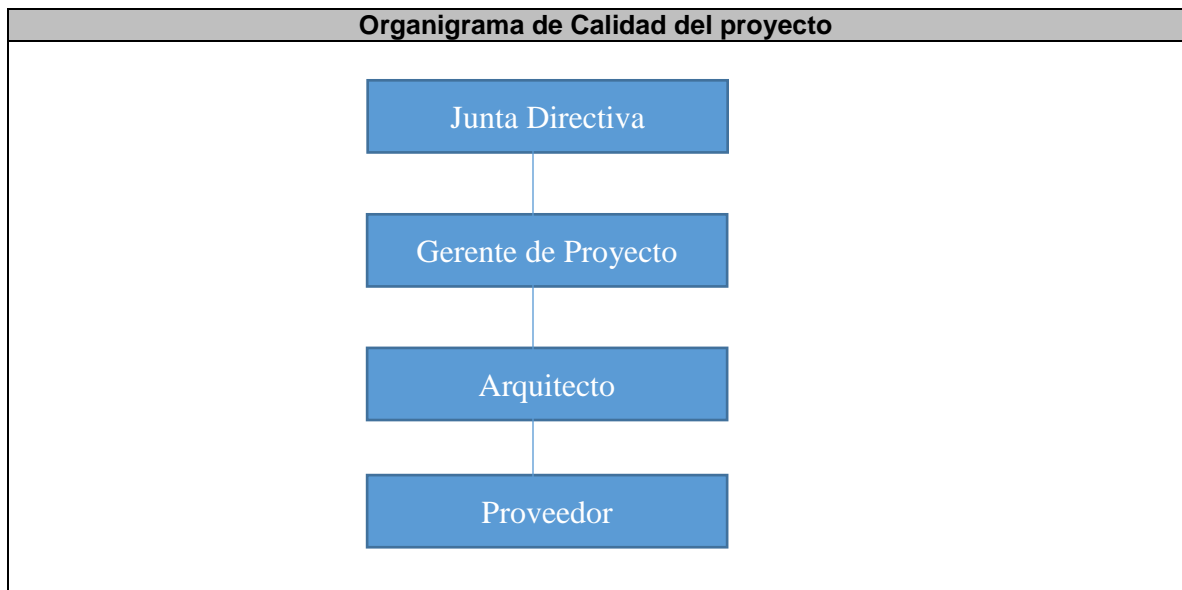 Organigrama de Calidad del proyecto
Junta Directiva
Gerente de Proyecto
Arquitecto
Proveedor